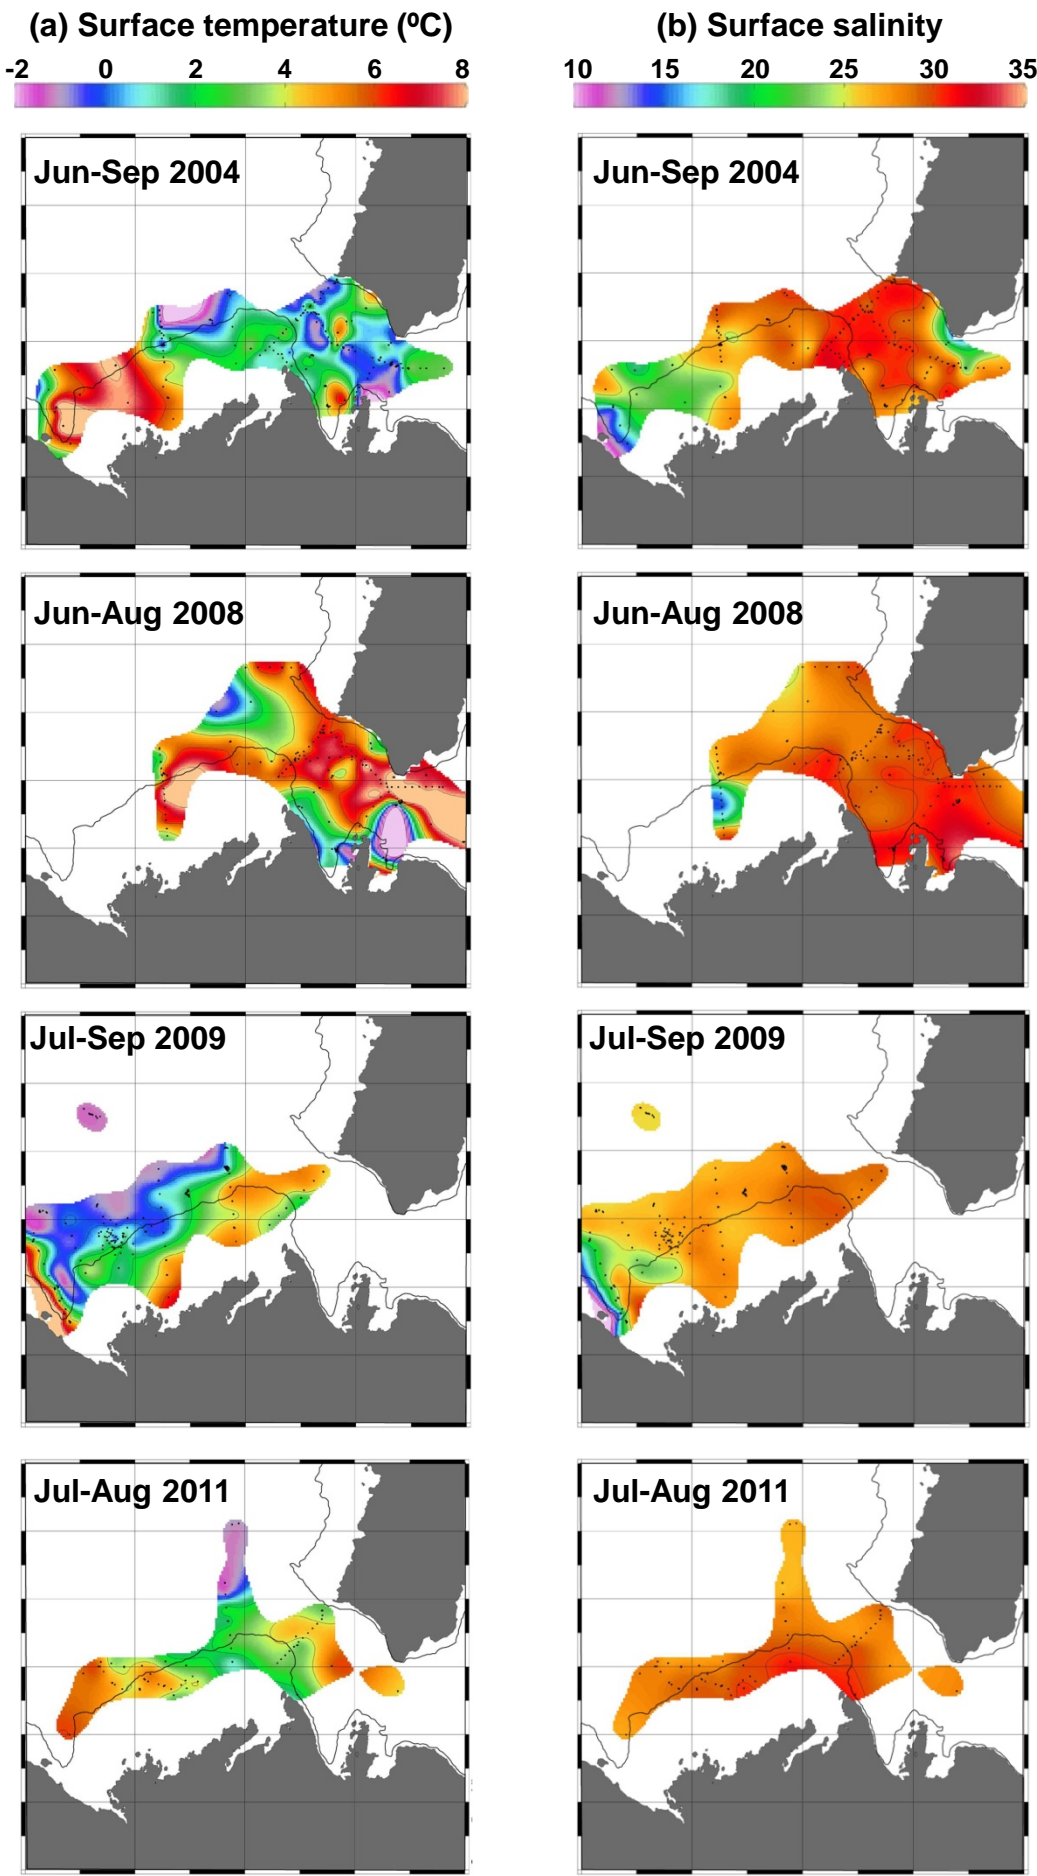 (a) Surface temperature (ºC)
(b) Surface salinity
-2 0 2 4 6 8
10 15 20 25 30 35
Jun-Sep 2004
Jun-Sep 2004
Jun-Aug 2008
Jun-Aug 2008
Jul-Sep 2009
Jul-Sep 2009
Jul-Aug 2011
Jul-Aug 2011